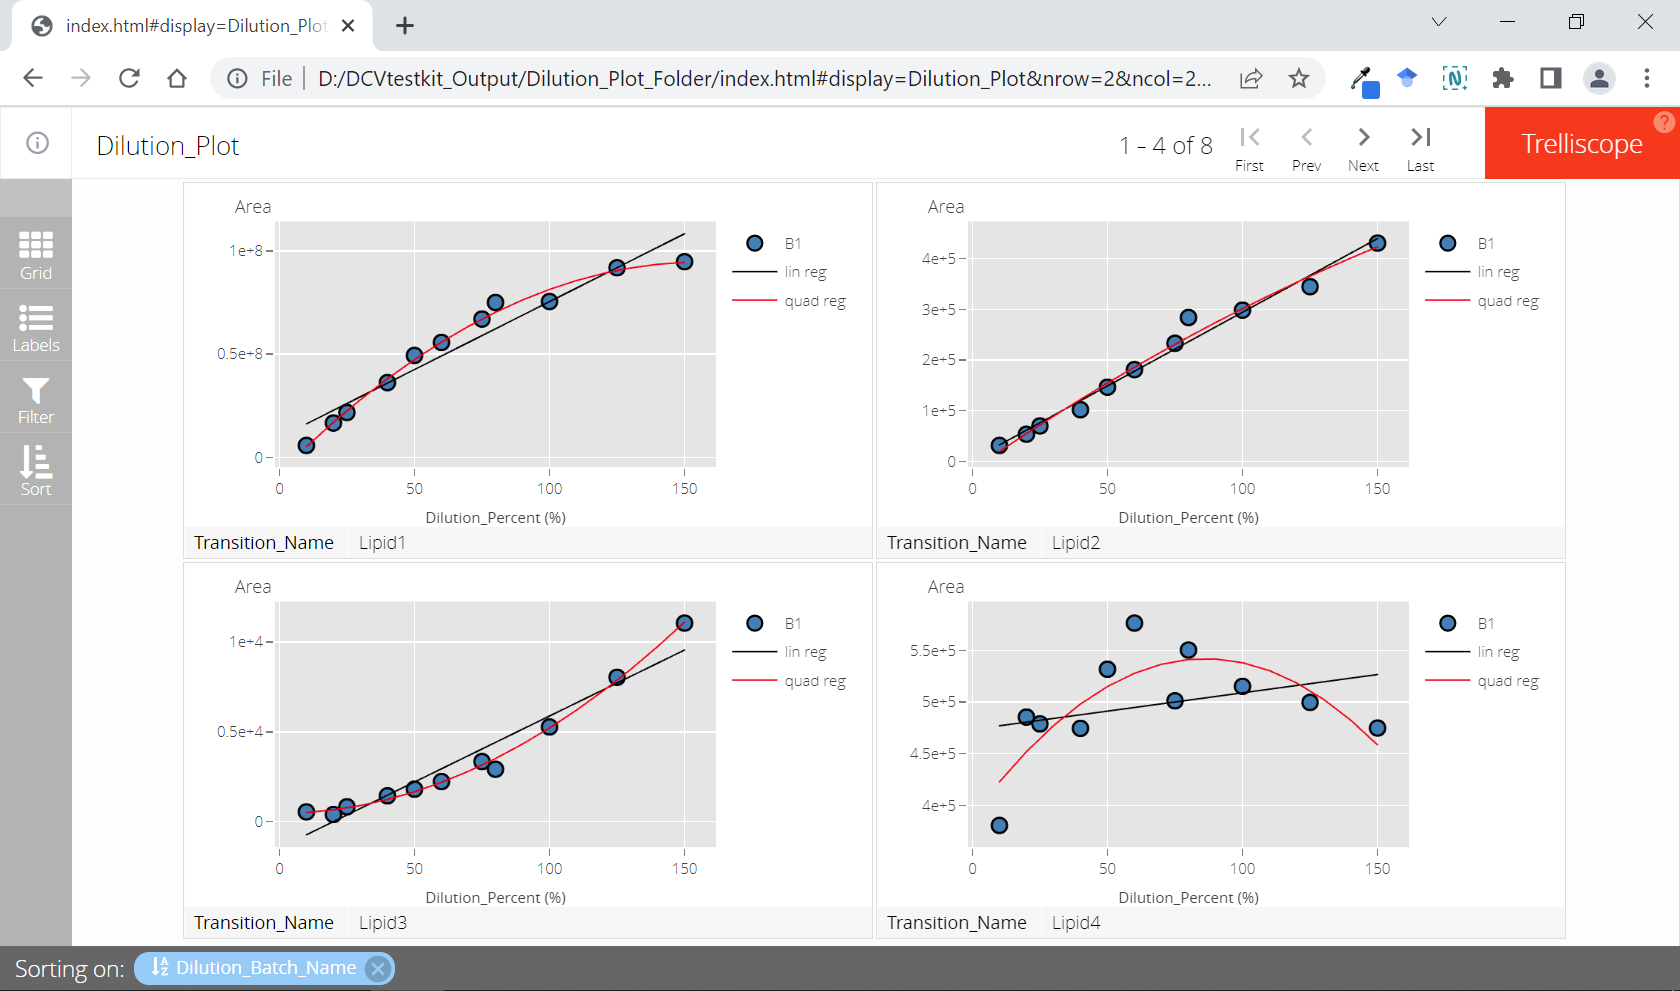 index.html#display=Dilution_Plot
File
D:/DCVtestkit_Output/Dilution_Plot_Folder/index.html#display=Dilution_Plot&nrow=2&ncol=2...
Dilution_Plot
1 - 4 of 8
First
Prev
Next
Last
Trelliscope
?
Grid
Labels
Filter
Sort
Area
1e+8
0.5e+8
0
0 50 100 150
Dilution_Percent (%)
B1
lin reg
quad reg
Transition_Name Lipid1
Area
4e+5
3e+5
2e+5
1e+5
0
0 50 100 150
Dilution_Percent (%)
B1
lin reg
quad reg
Transition_Name Lipid2
Area
1e+4
0.5e+4
0
0 50 100 150
Dilution_Percent (%)
B1
lin reg
quad reg
Transition_Name Lipid3
Area
5.5e+5
5e+5
4.5e+5
4e+5
0 50 100 150
Dilution_Percent (%)
B1
lin reg
quad reg
Transition_Name Lipid4
Sorting on: Dilution_Batch_Name